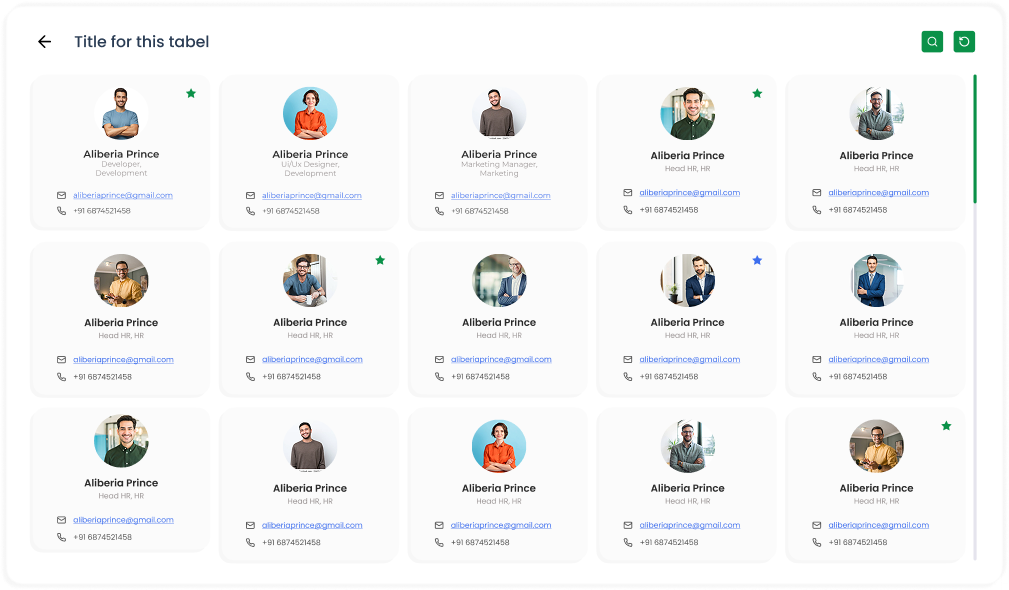 Title for this tabel
Aliberia Prince
Developer,
Development
aliberiaprince@gmail.com
+91 6874521458
Aliberia Prince
Ui/Ux Designer,
Development
aliberiaprince@gmail.com
+91 6874521458
Aliberia Prince
Marketing Manager,
Marketing
aliberiaprince@gmail.com
+91 6874521458
Aliberia Prince
Head HR, HR
aliberiaprince@gmail.com
+91 6874521458
Aliberia Prince
Head HR, HR
aliberiaprince@gmail.com
+91 6874521458
Aliberia Prince
Head HR, HR
aliberiaprince@gmail.com
+91 6874521458
Aliberia Prince
Head HR, HR
aliberiaprince@gmail.com
+91 6874521458
Aliberia Prince
Head HR, HR
aliberiaprince@gmail.com
+91 6874521458
Aliberia Prince
Head HR, HR
aliberiaprince@gmail.com
+91 6874521458
Aliberia Prince
Head HR, HR
aliberiaprince@gmail.com
+91 6874521458
Aliberia Prince
Head HR, HR
aliberiaprince@gmail.com
+91 6874521458
Aliberia Prince
Head HR, HR
aliberiaprince@gmail.com
+91 6874521458
Aliberia Prince
Head HR, HR
aliberiaprince@gmail.com
+91 6874521458
Aliberia Prince
Head HR, HR
aliberiaprince@gmail.com
+91 6874521458
Aliberia Prince
Head HR, HR
aliberiaprince@gmail.com
+91 6874521458